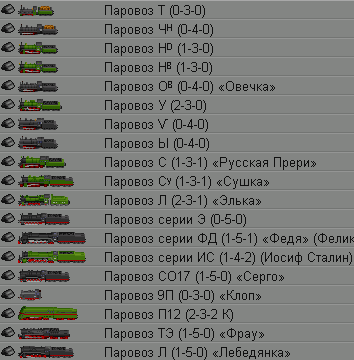 Паровоз Т (0-3-0)
Паровоз Чн (0-4-0)
Паровоз Нр (1-3-0)
Паровоз Нв (1-3-0)
Паровоз Ов (0-4-0) «Овечка»
Паровоз У (2-3-0)
Паровоз Ѵ (0-4-0)
Паровоз Ы (0-4-0)
Паровоз С (1-3-1) «Русская Прери»
Паровоз Су (1-3-1) «Сушка»
Паровоз Л (2-3-1) «Элька»
Паровоз серии Э (0-5-0)
Паровоз серии ФД (1-5-1) «Федя» (Фелик
Паровоз серии ИС (1-4-2) (Иосиф Сталин)
Паровоз СО17 (1-5-0) «Серго»
Паровоз 9П (0-3-0) «Клоп»
Паровоз П12 (2-3-2 К)
Паровоз ТЭ (1-5-0) «Фрау»
Паровоз Л (1-5-0) «Лебедянка»